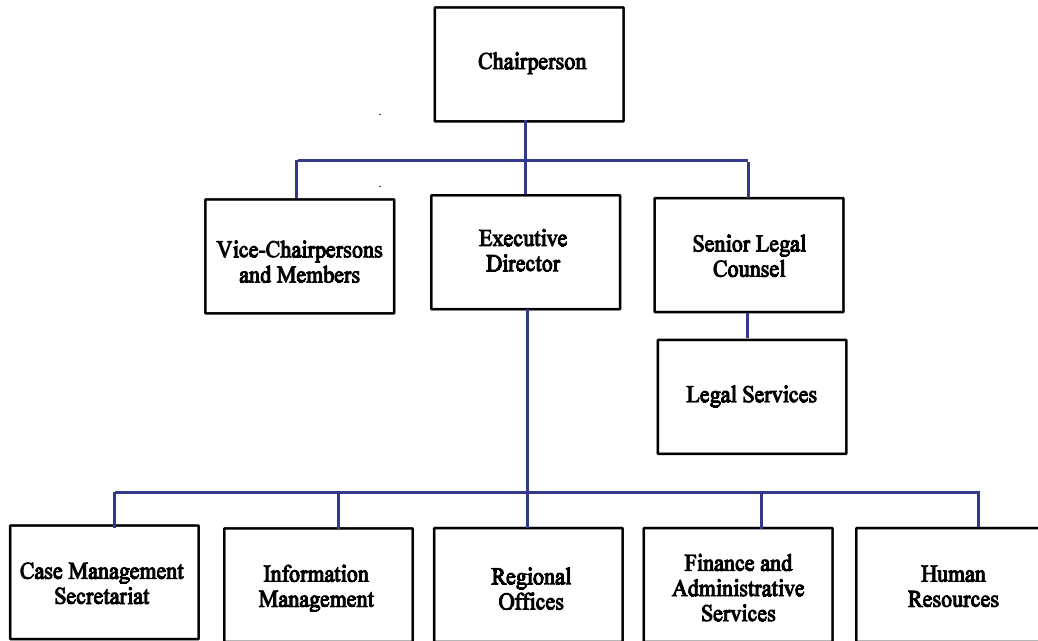 Chairperson
Vice-Chairpersons
and Members
Executive
Director
Senior Legal
Counsel
Legal Services
Case Management
Secretariat
Information
Management
Regional
Offices
Finance and
Administrative
Services
Human
Resources